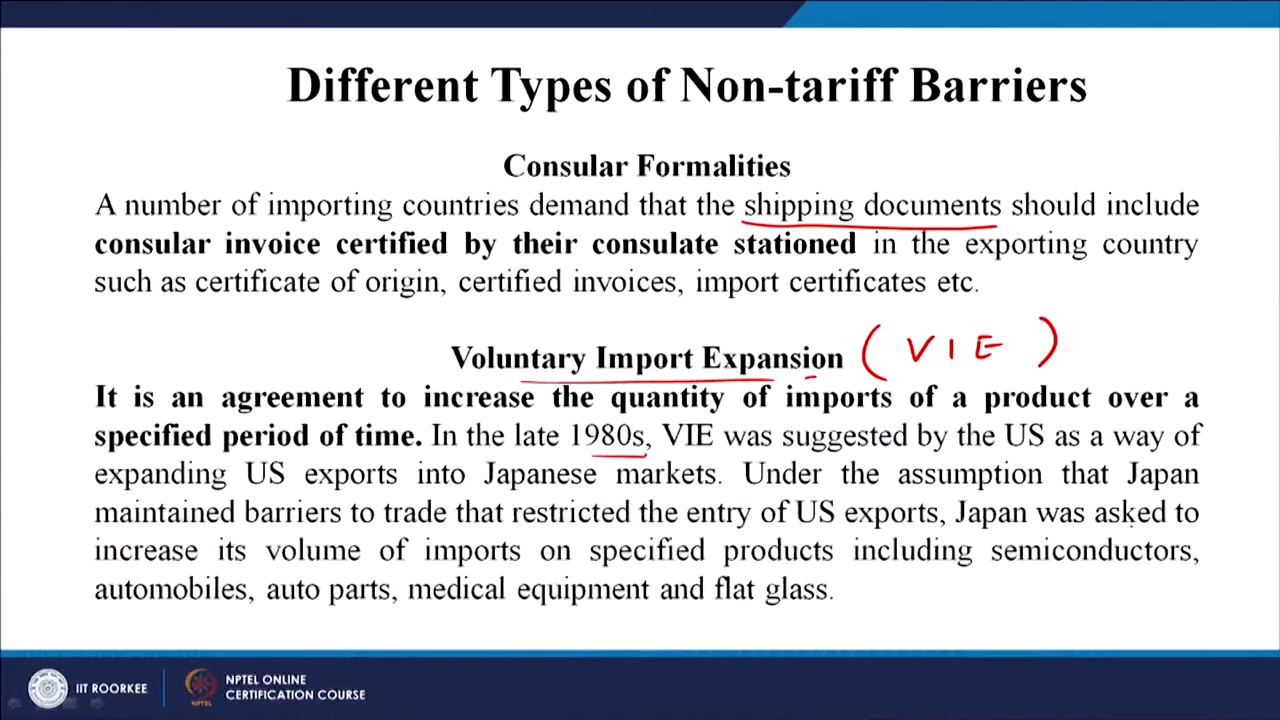 Different Types of Non-tariff Barriers
Consular Formalities
A number of importing countries demand that the shipping documents should include
consular invoice certified by their consulate stationed in the exporting country
such as certificate of origin, certified invoices, import certificates etc.
Voluntary Import Expansion ( VIE )
It is an agreement to increase the quantity of imports of a product over a
specified period of time. In the late 1980s, VIE was suggested by the US as a way of
expanding US exports into Japanese markets. Under the assumption that Japan
maintained barriers to trade that restricted the entry of US exports, Japan was asked to
increase its volume of imports on specified products including semiconductors,
automobiles, auto parts, medical equipment and flat glass.
IIT ROORKEE
NPTEL
NPTEL ONLINE
CERTIFICATION COURSE